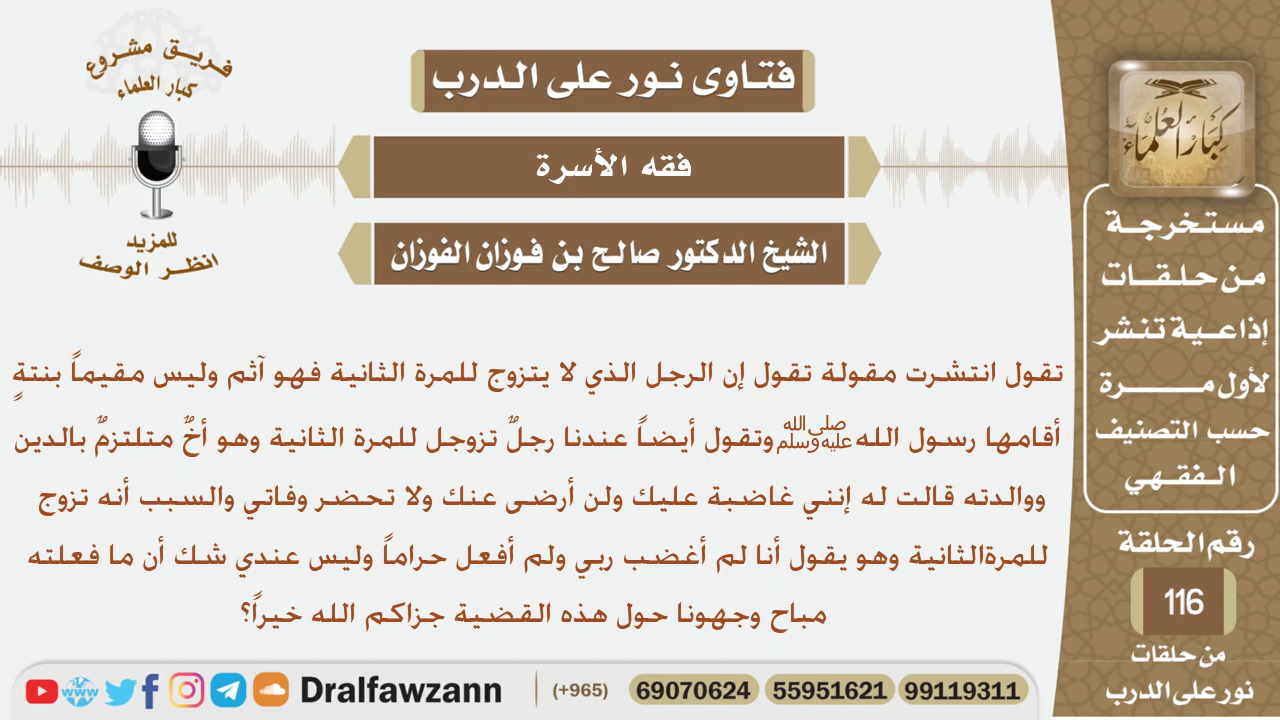 فريق مشروع
كبار العلماء
للمزيد
انظر الوصف
فتاوى نور على الدرب
فقه الأسرة
الشيخ الدكتور صالح بن فوزان الفوزان
تقول انتشرت مقولة تقول إن الرجل الذي لا يتزوج للمرة الثانية فهو آثم وليس مقيماً بنتةٍ
أقامها رسول الله ﷺ وتقول أيضاً عندنا رجلٌ تزوجل للمرة الثانية وهو أخٌ متلتزمٌ بالدين
ووالدته قالت له إنني غاضبة عليك ولن أرضى عنك ولا تحضر وفاتي والسبب أنه تزوج
للمرةالثانية وهو يقول أنا لم أغضب ربي ولم أفعل حراماً وليس عندي شك أن ما فعلته
مباح وجهونا حول هذه القضية جزاكم الله خيراً؟
كبار العلماء
مستخرجة
من حلقات
إذاعية تنشر
لأول مرة
حسب التصنيف
الفقهي
رقم الحلقة
116
من حلقات
نور على الدرب
www
Dralfawzann
(+965) 69070624 55951621 99119311